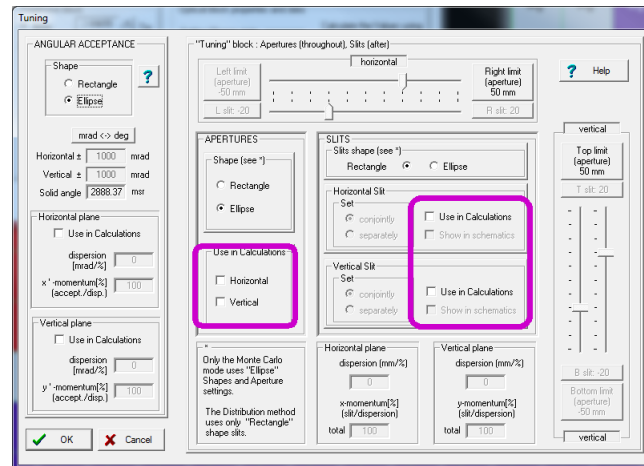 Tuning
ANGULAR ACCEPTANCE
Shape
Rectangle
Ellipse
?
mrad <-> deg
Horizontal ± 1000 mrad
Vertical ± 1000 mrad
Solid angle 2888.37 msr
Horizontal plane
Use in Calculations
dispersion
[mrad/%] 0
x ' -momentum[%] 100
(accept./disp.)
Vertical plane
Use in Calculations
dispersion
[mrad/%] 0
y ' -momentum[%] 100
(accept./disp.)
OK
Cancel
"Tuning" block : Apertures (throughout), Slits (after)
horizontal
Left limit
(aperture)
-50 mm
L slit: -20
Right limit
(aperture)
50 mm
R slit: 20
? Help
APERTURES
Shape (see *)
Rectangle
Ellipse
Use in Calculations
Horizontal
Vertical
SLITS
Slits shape (see *)
Rectangle Ellipse
Horizontal Slit
Set
conjointly
separately
Use in Calculations
Show in schematics
Vertical Slit
Set
conjointly
separately
Use in Calculations
Show in schematics
vertical
Top limit
(aperture)
50 mm
T slit: 20
B slit: -20
Bottom limit
(aperture)
-50 mm
vertical
*
Only the Monte Carlo
mode uses "Ellipse"
Shapes and Aperture
settings.
The Distribution method
uses only "Rectangle"
shape slits.
Horizontal plane
dispersion (mm/%)
0
x-momentum[%]
(slit/dispersion)
total 100
Vertical plane
dispersion (mm/%)
0
y-momentum[%]
(slit/dispersion)
total 100